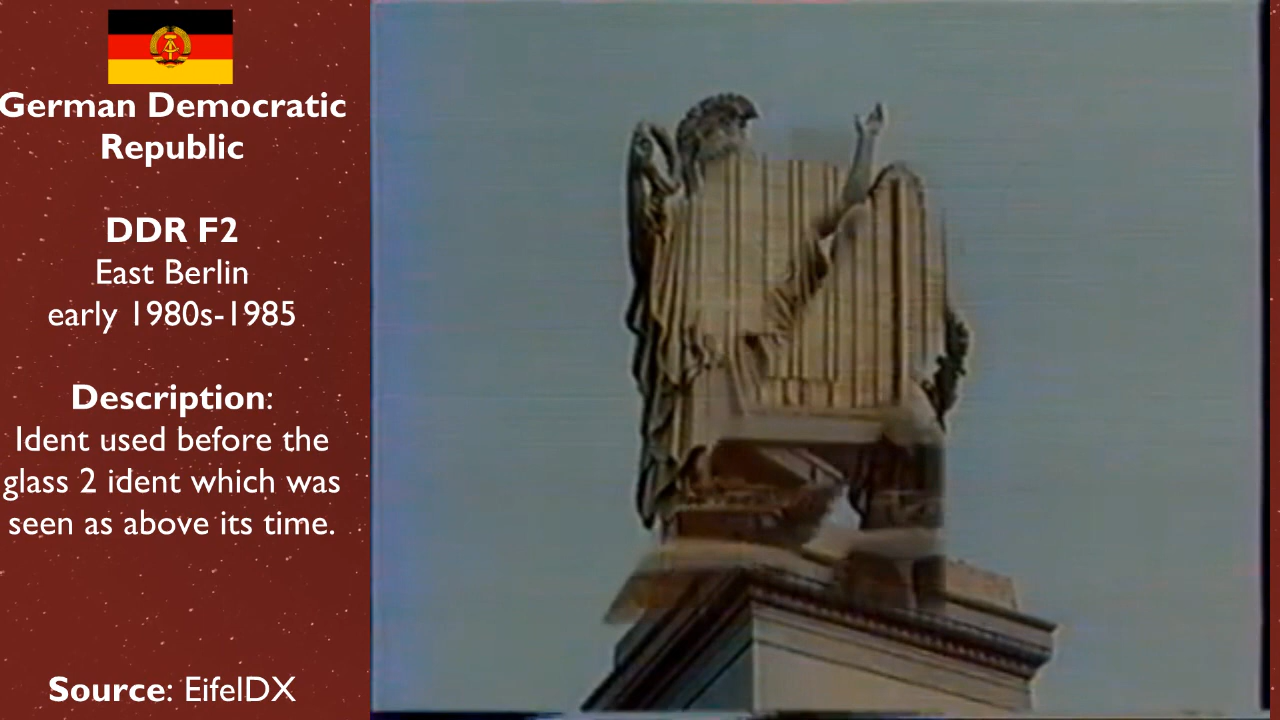 German Democratic
Republic
DDR F2
East Berlin
early 1980s-1985
Description:
Ident used before the
glass 2 ident which was
seen as above its time.
Source: EifelDX